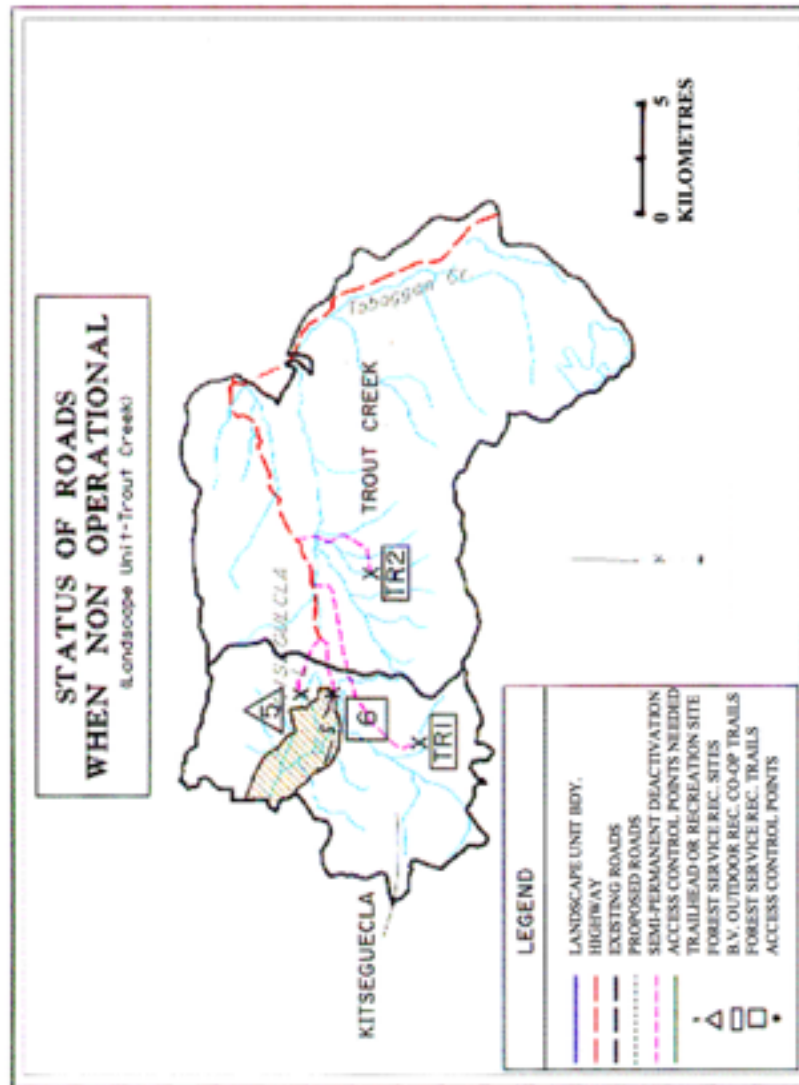 STATUS OF ROADS
WHEN NON OPERATIONAL
(Landscape Unit-Trout Creek)
Toboggan Cr
TROUT CREEK
TR2
5
6
TR1
KITSEGUECLA
0 5
KILOMETRES
LEGEND
LANDSCAPE UNIT BDY.
HIGHWAY
EXISTING ROADS
PROPOSED ROADS
SEMI-PERMANENT DEACTIVATION
ACCESS CONTROL POINTS NEEDED
TRAILHEAD OR RECREATION SITE
FOREST SERVICE REC. SITES
B.V. OUTDOOR REC. CO-OP TRAILS
FOREST SERVICE REC. TRAILS
ACCESS CONTROL POINTS